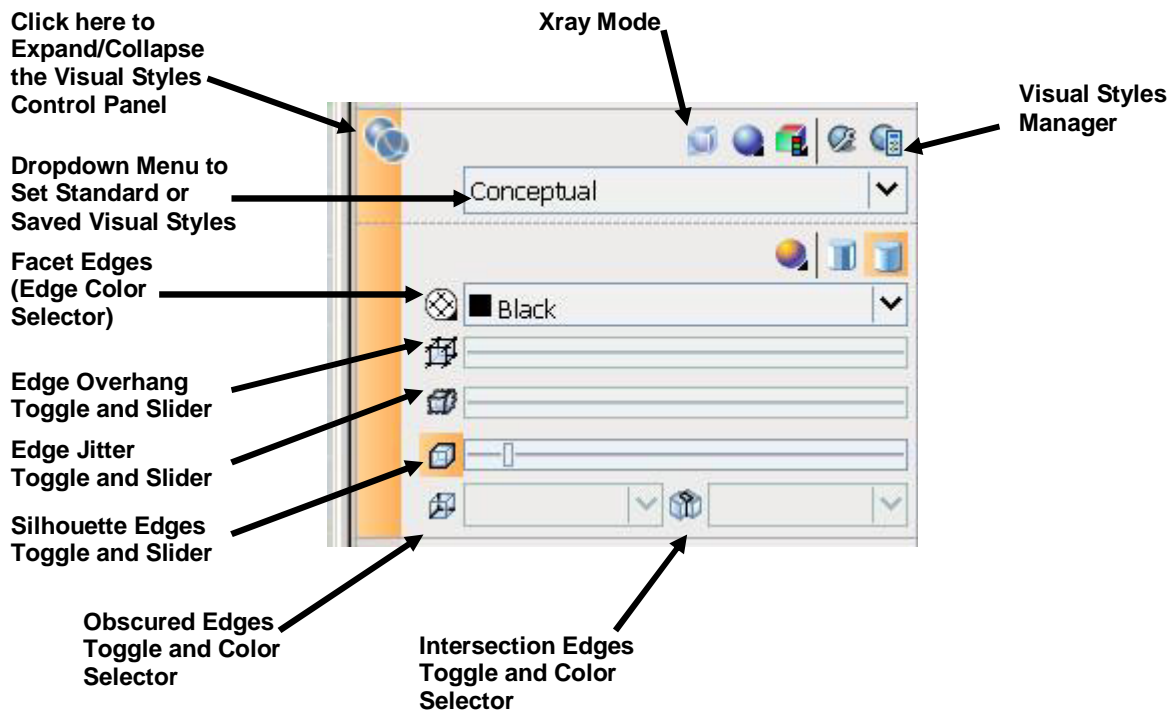 Click here to
Expand/Collapse
the Visual Styles
Control Panel
Xray Mode
Visual Styles
Manager
Dropdown Menu to
Set Standard or
Saved Visual Styles
Conceptual
Facet Edges
(Edge Color
Selector)
Black
Edge Overhang
Toggle and Slider
Edge Jitter
Toggle and Slider
Silhouette Edges
Toggle and Slider
Obscured Edges
Toggle and Color
Selector
Intersection Edges
Toggle and Color
Selector